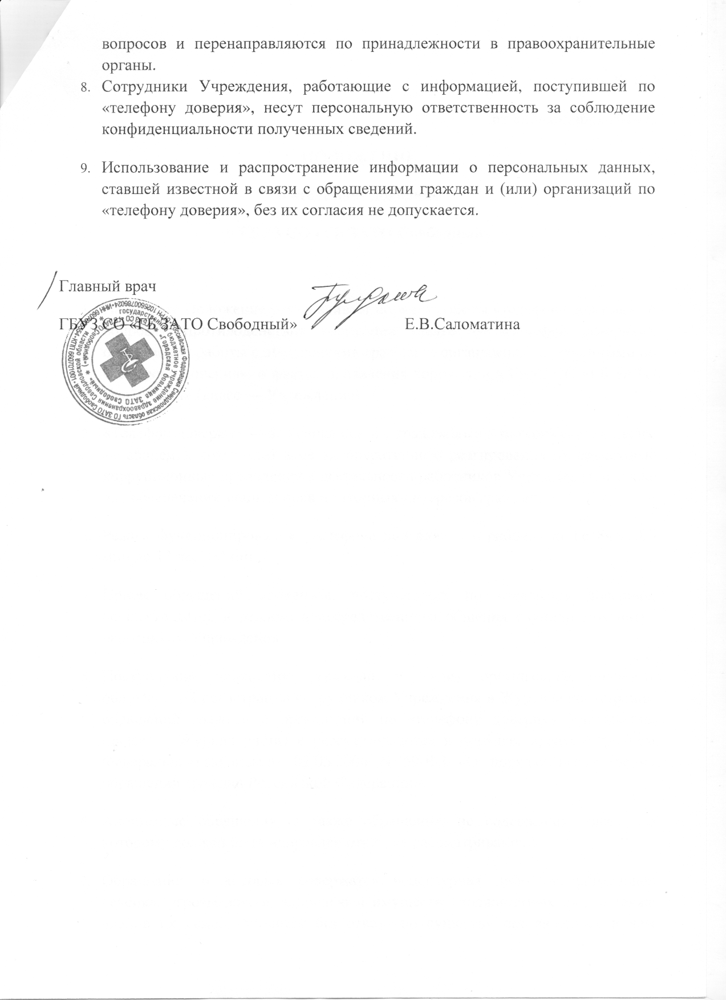 вопросов и перенаправляются по принадлежности в правоохранительные
органы.
8. Сотрудники Учреждения, работающие с информацией, поступившей по
«телефону доверия», несут персональную ответственность за соблюдение
конфиденциальности полученных сведений.
9. Использование и распространение информации о персональных данных,
ставшей известной в связи с обращениями граждан и (или) организаций по
«телефону доверия», без их согласия не допускается.
Главный врач
ГБУЗ СО «ГБ ЗАТО Свободный» Е.В.Саломатина
Российская Федерация Свердловская область ГО ЗАТО Свободный
государственное бюджетное учреждение здравоохранения Свердловской области
«Городская больница ЗАТО Свободный»